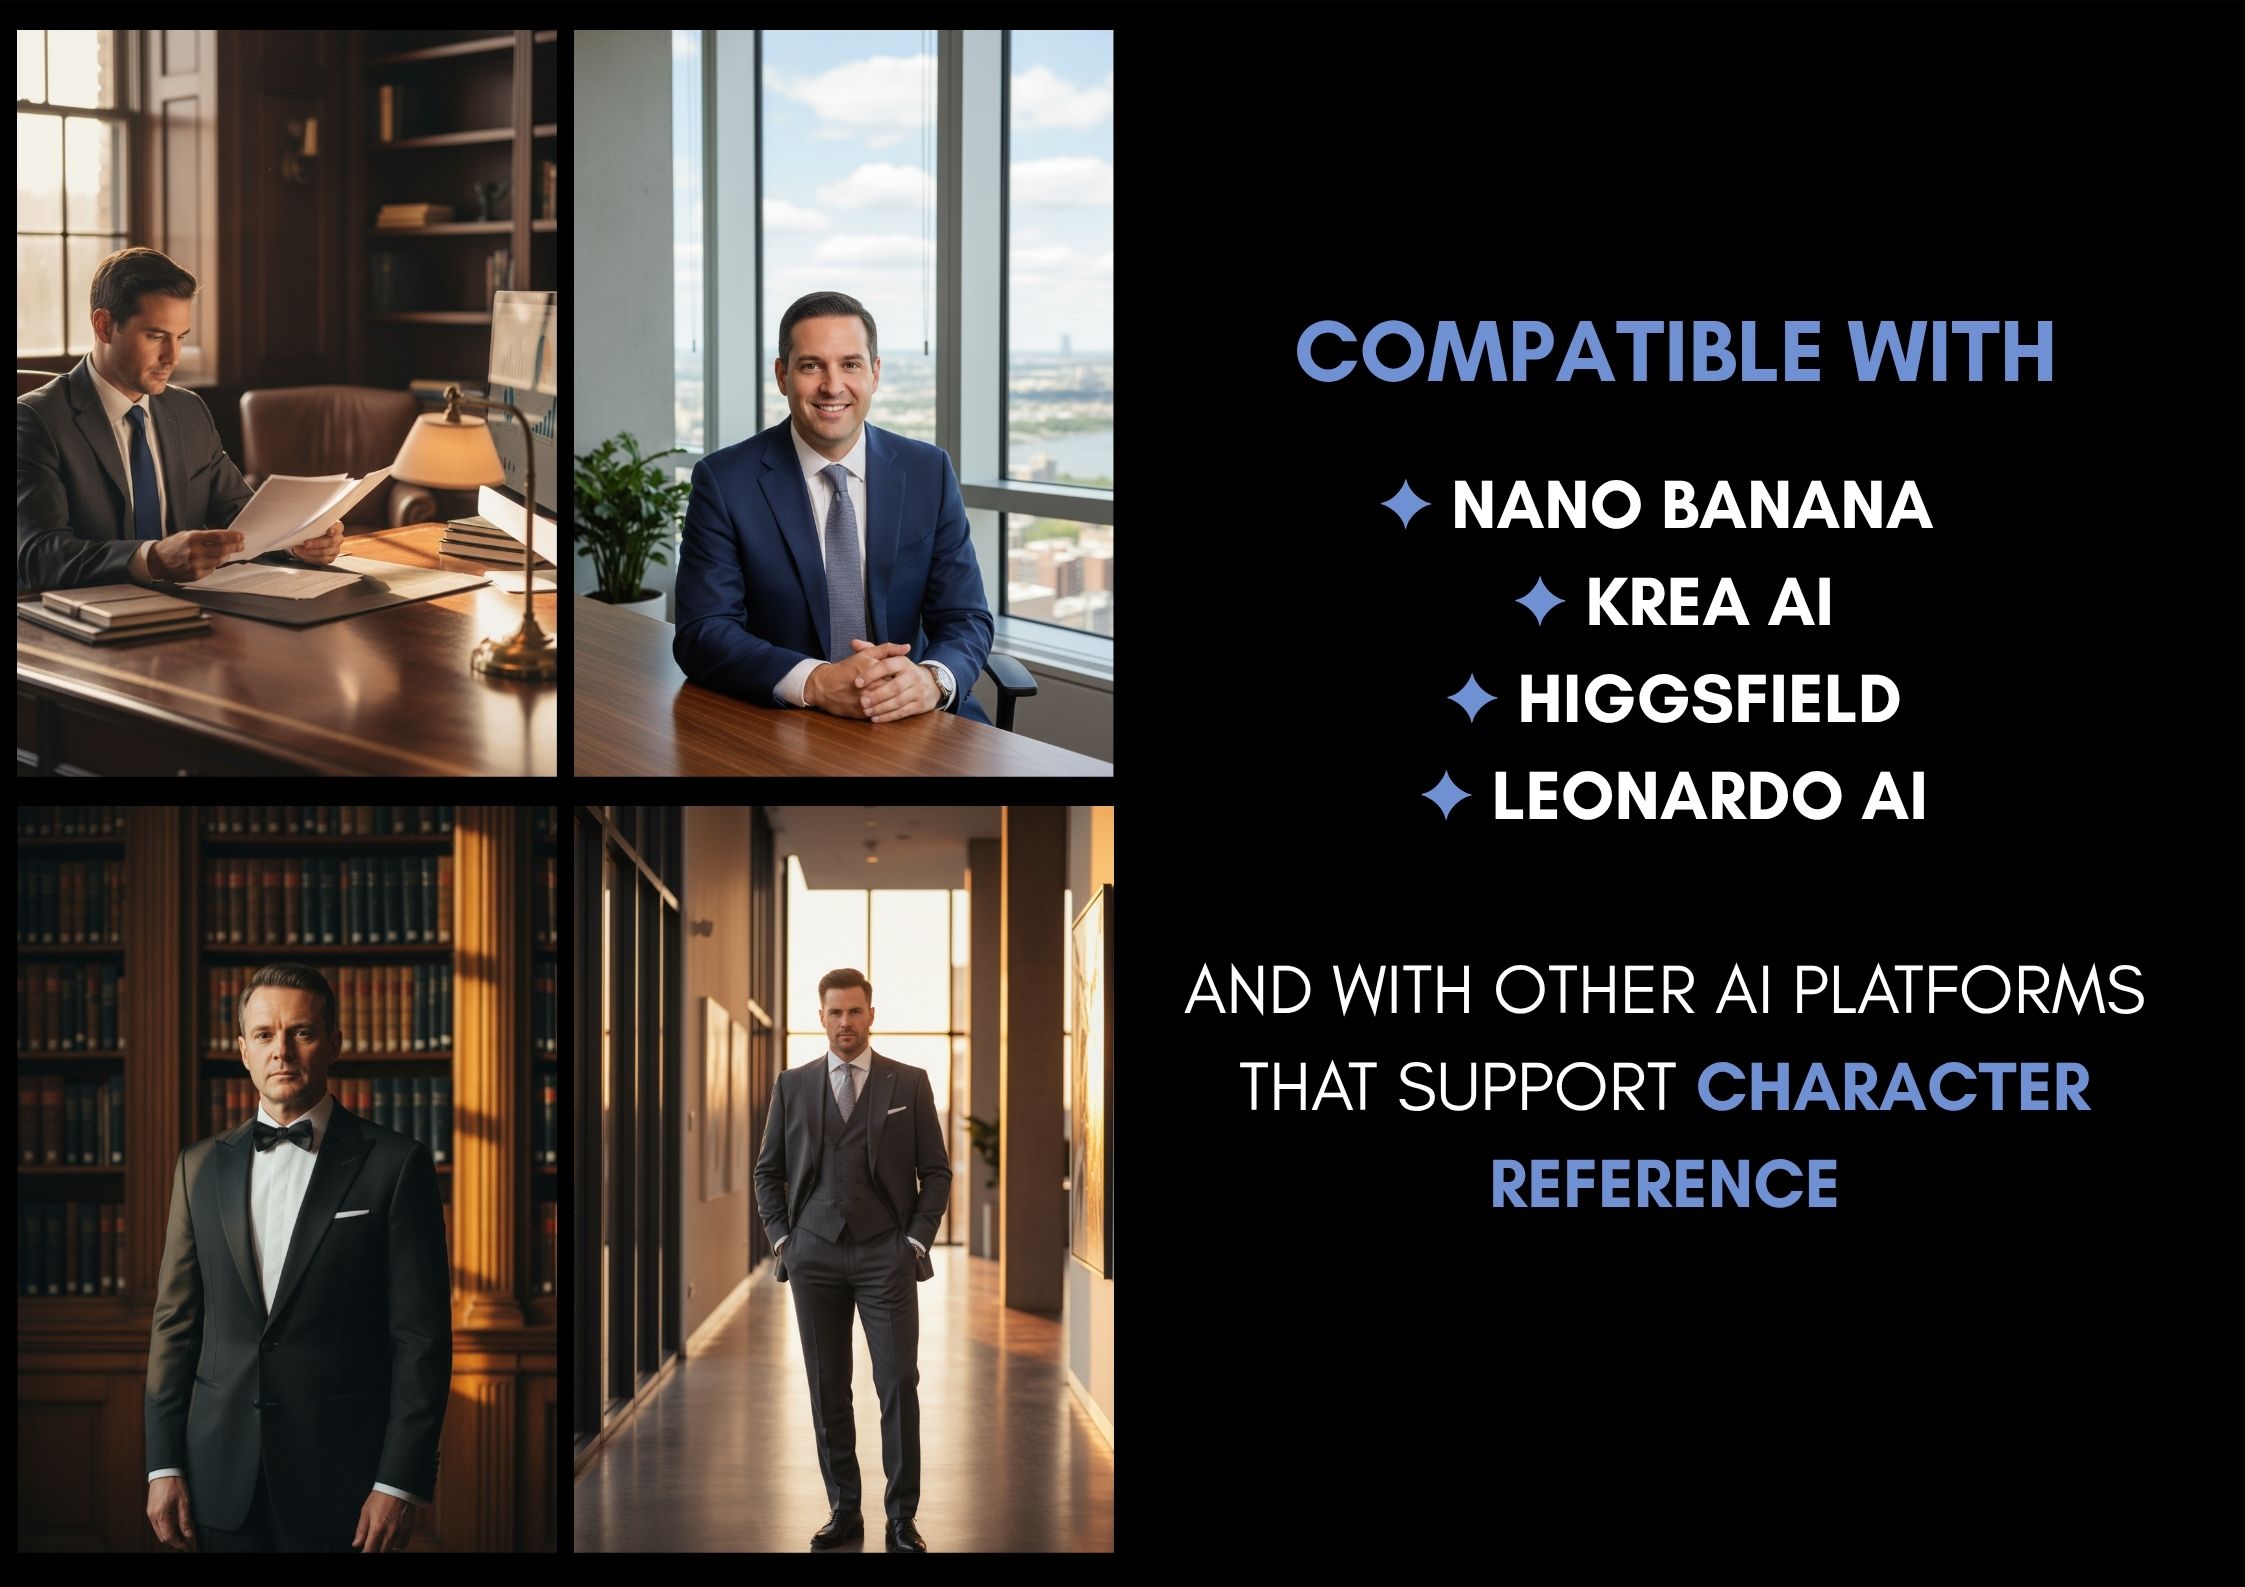 COMPATIBLE WITH
✦ NANO BANANA
✦ KREA AI
✦ HIGGSFIELD
✦ LEONARDO AI
AND WITH OTHER AI PLATFORMS
THAT SUPPORT CHARACTER
REFERENCE